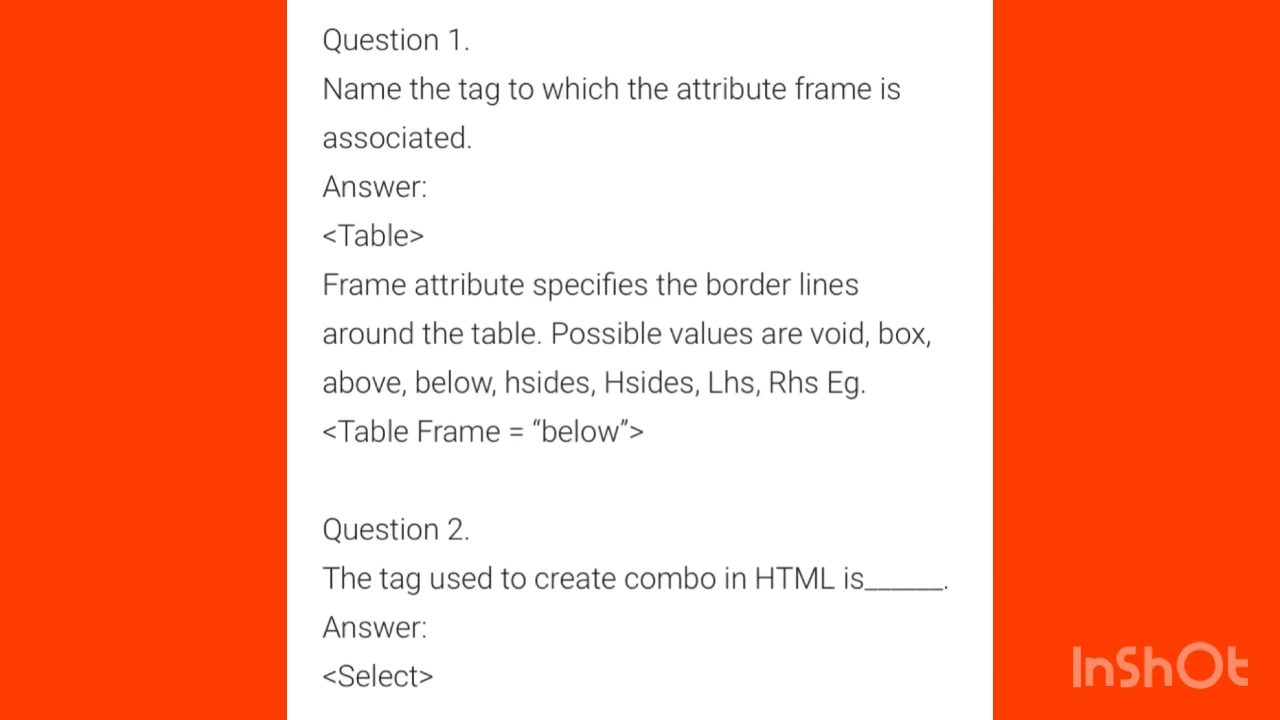 Question 1.
Name the tag to which the attribute frame is
associated.
Answer:
<Table>
Frame attribute specifies the border lines
around the table. Possible values are void, box,
above, below, hsides, Hsides, Lhs, Rhs Eg.
<Table Frame = “below”>
Question 2.
The tag used to create combo in HTML is______.
Answer:
<Select>
InShOt